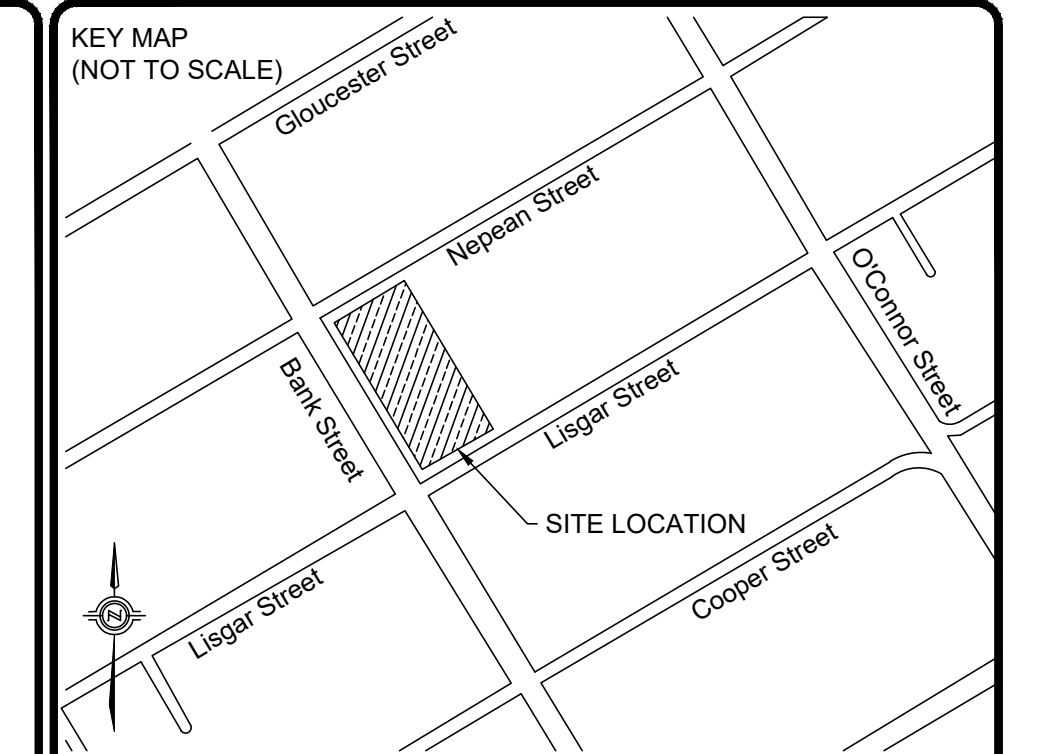 KEY MAP
(NOT TO SCALE)
Gloucester Street
Nepean Street
O'Connor Street
Bank Street
Lisgar Street
SITE LOCATION
Cooper Street
Lisgar Street
N